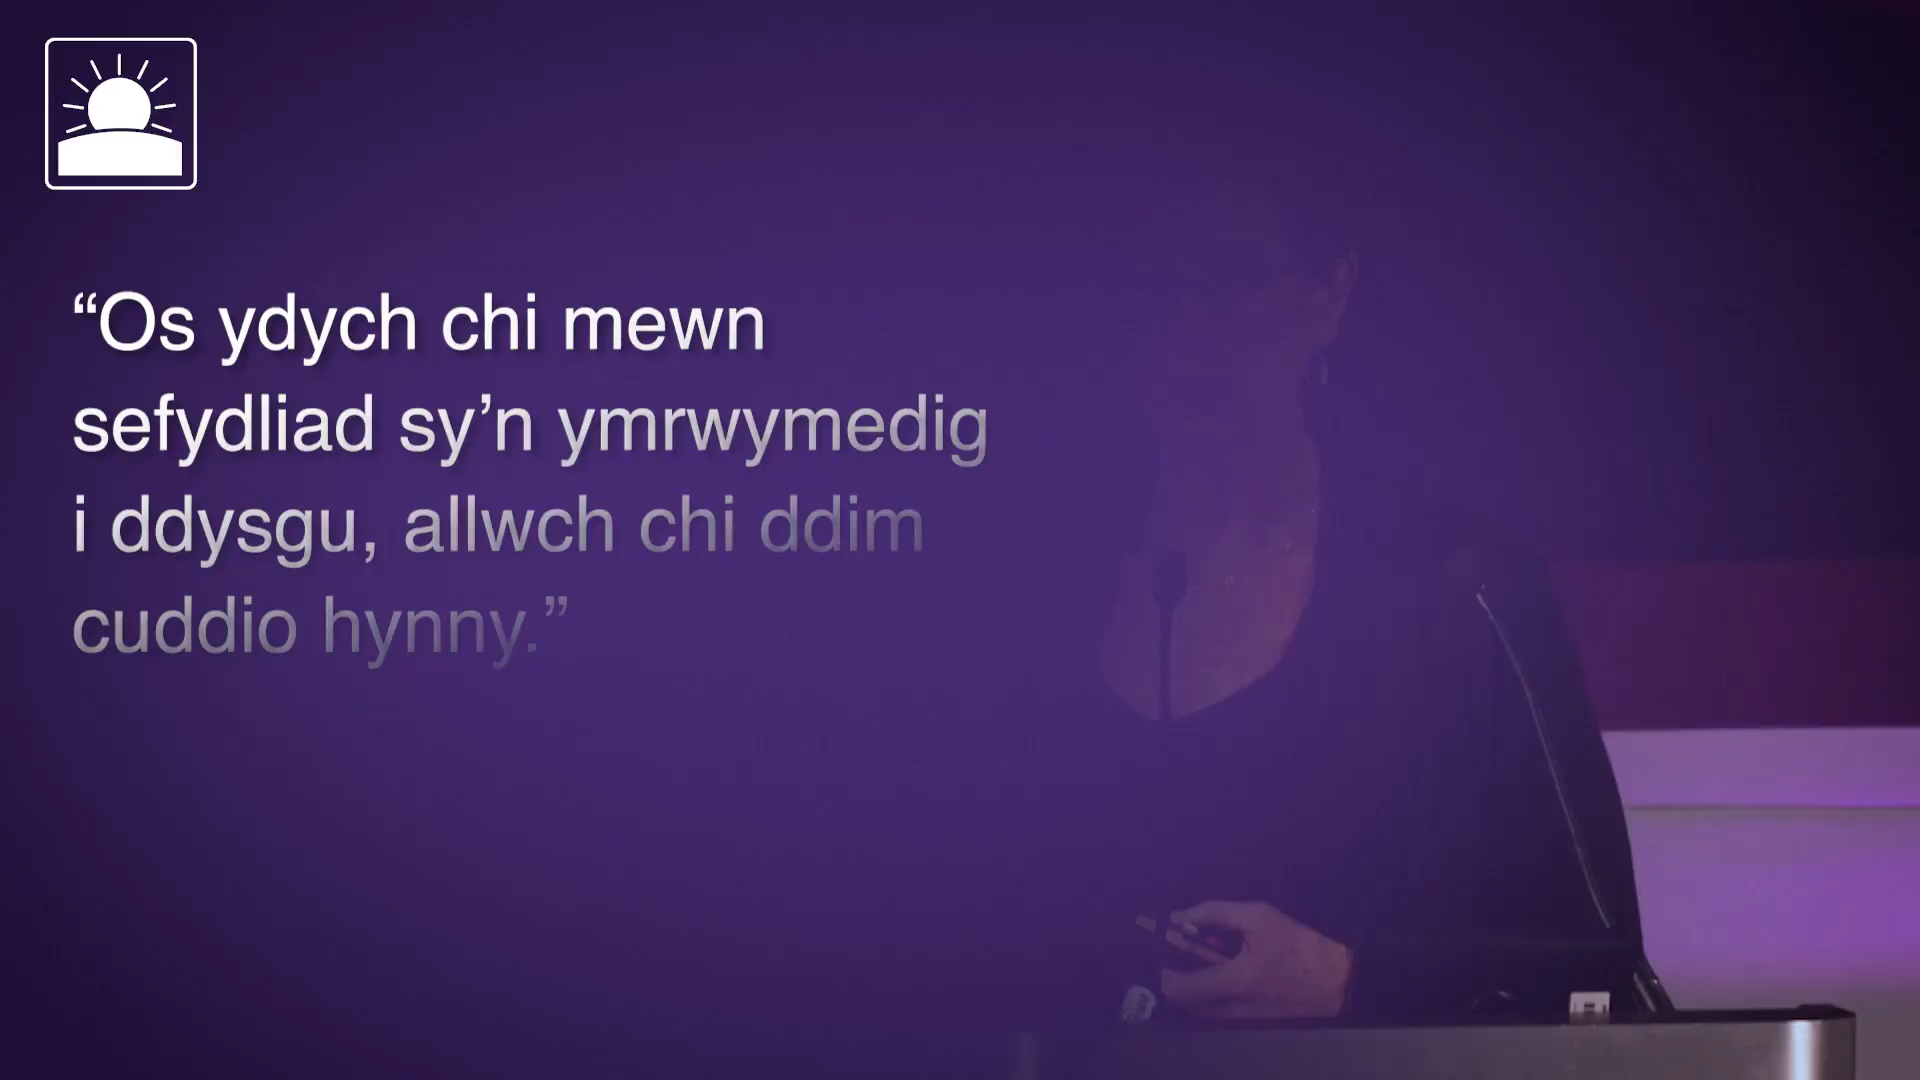 “Os ydych chi mewn
sefydliad sy’n ymrwymedig
i ddysgu, allwch chi ddim
cuddio hynny.”